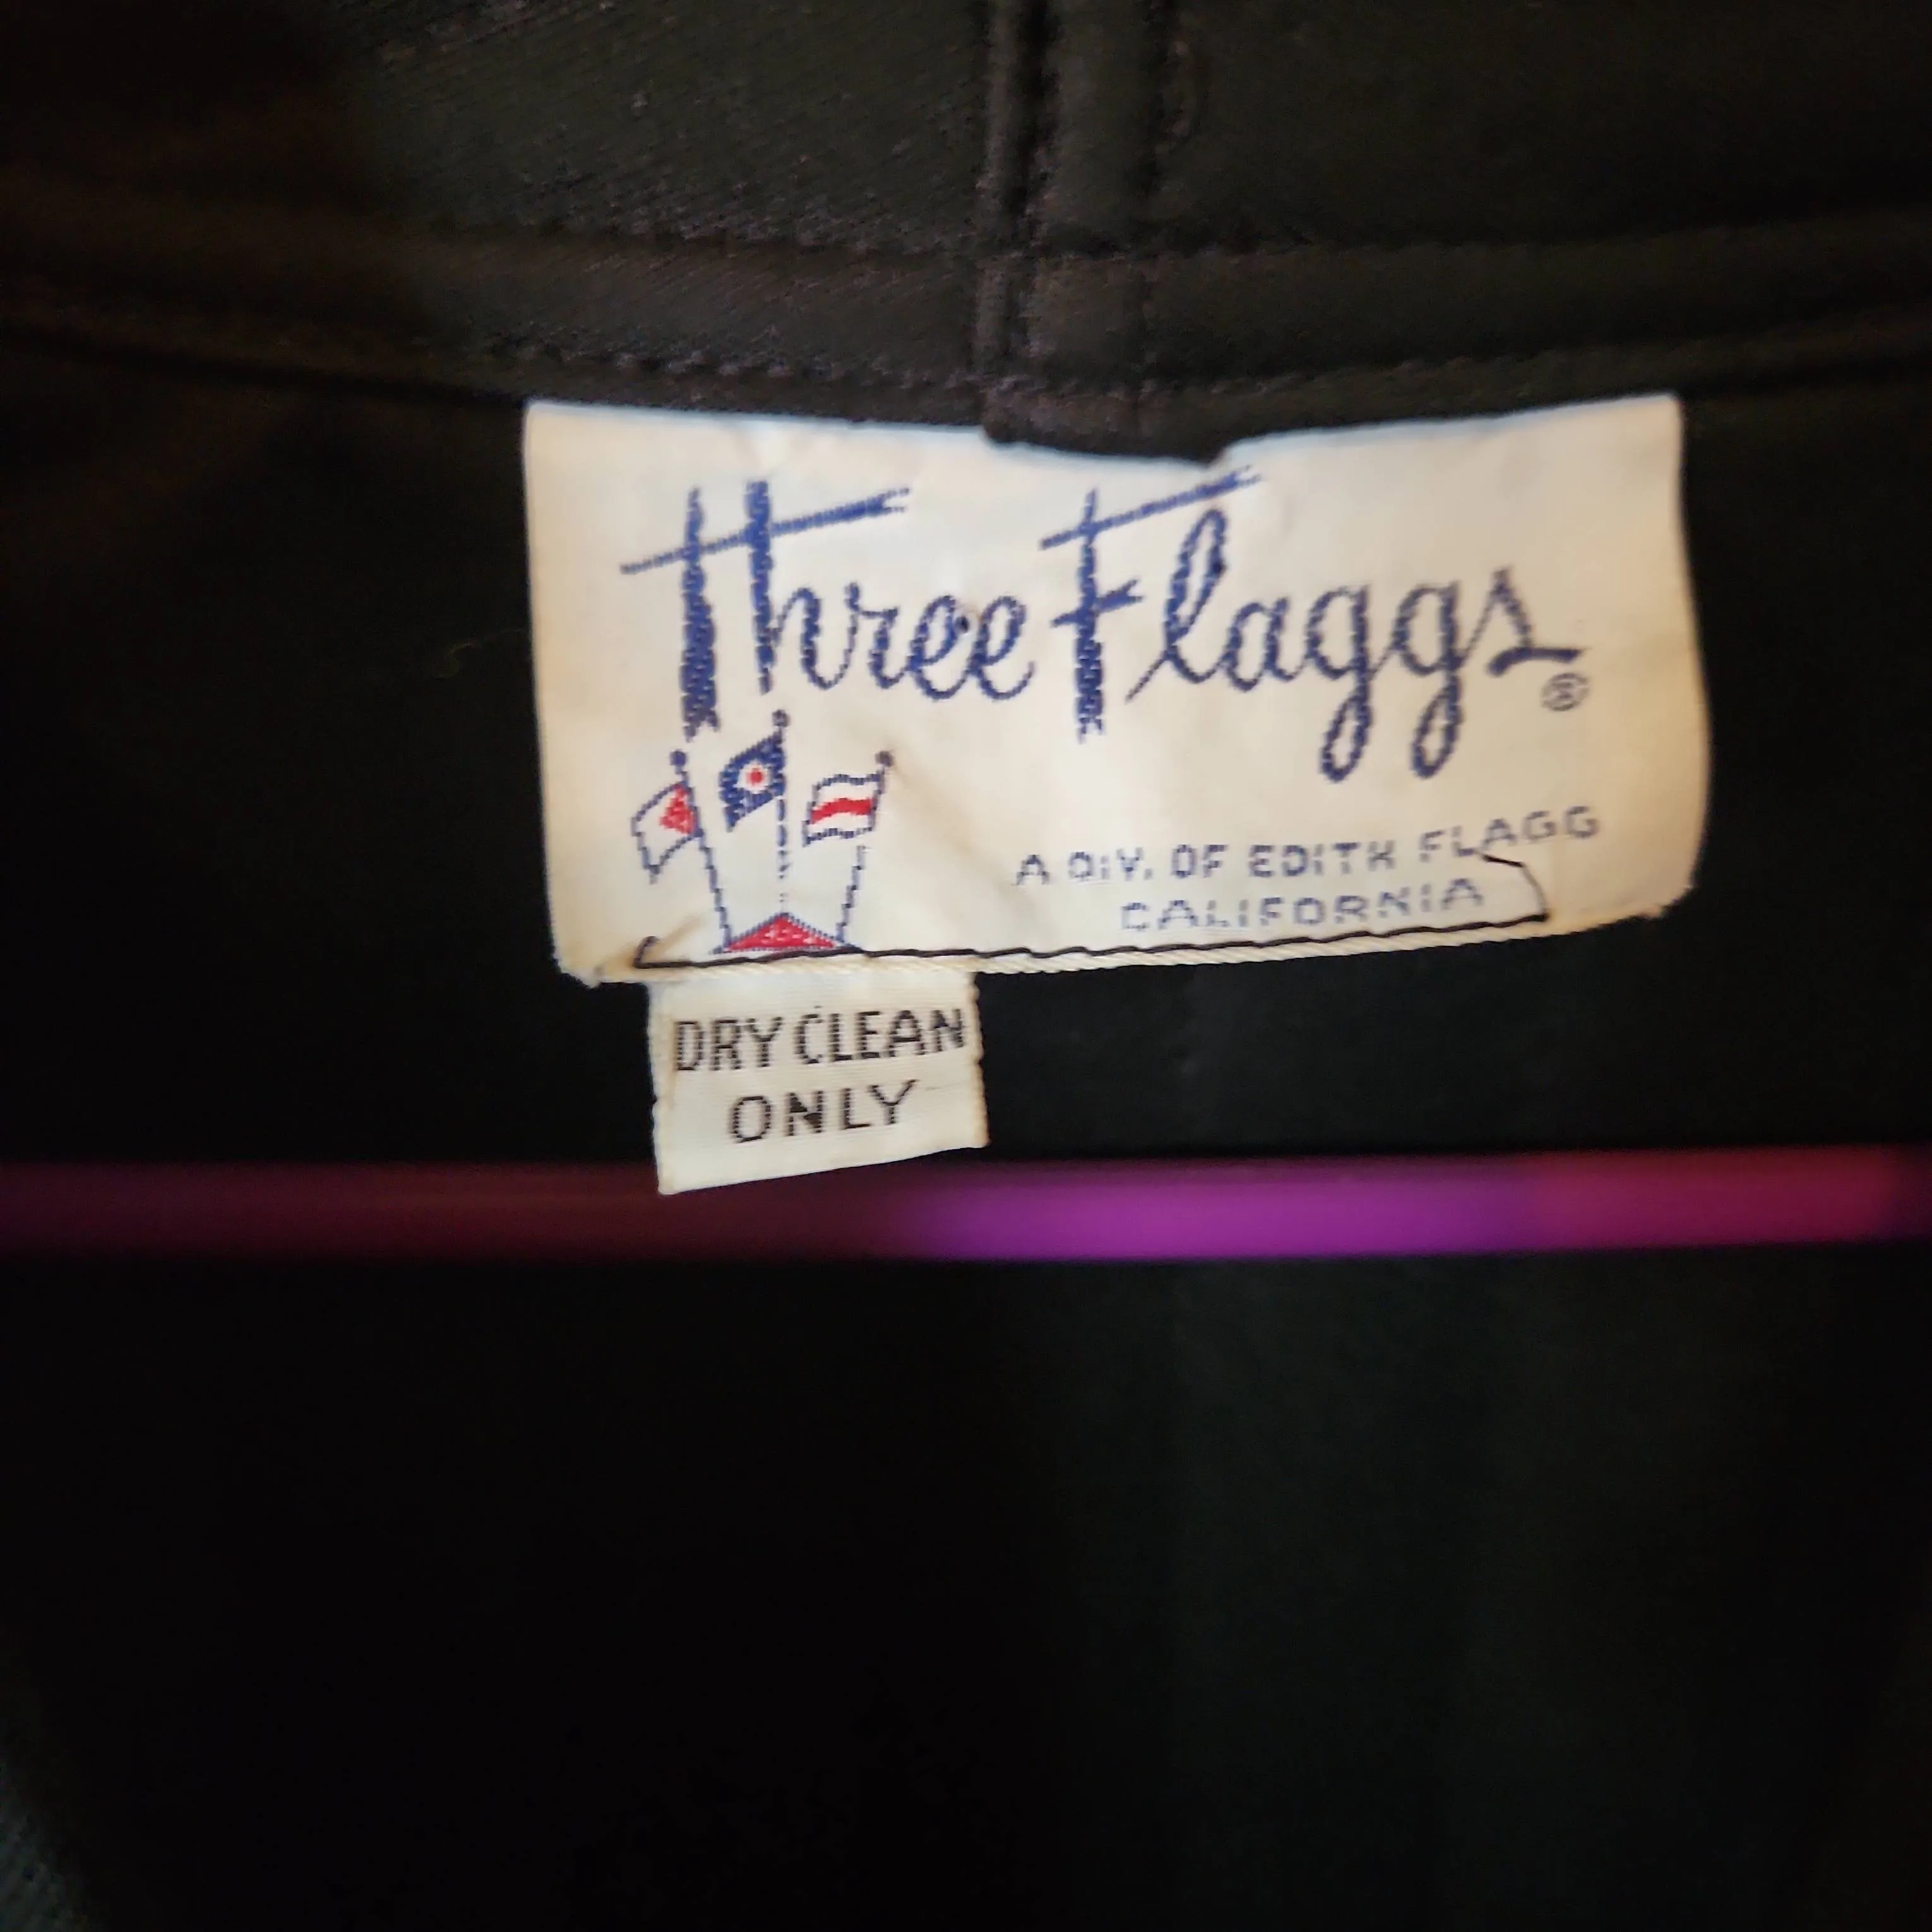 Three Flaggs®
A DIV. OF EDITH FLAGG
CALIFORNIA
DRY CLEAN
ONLY